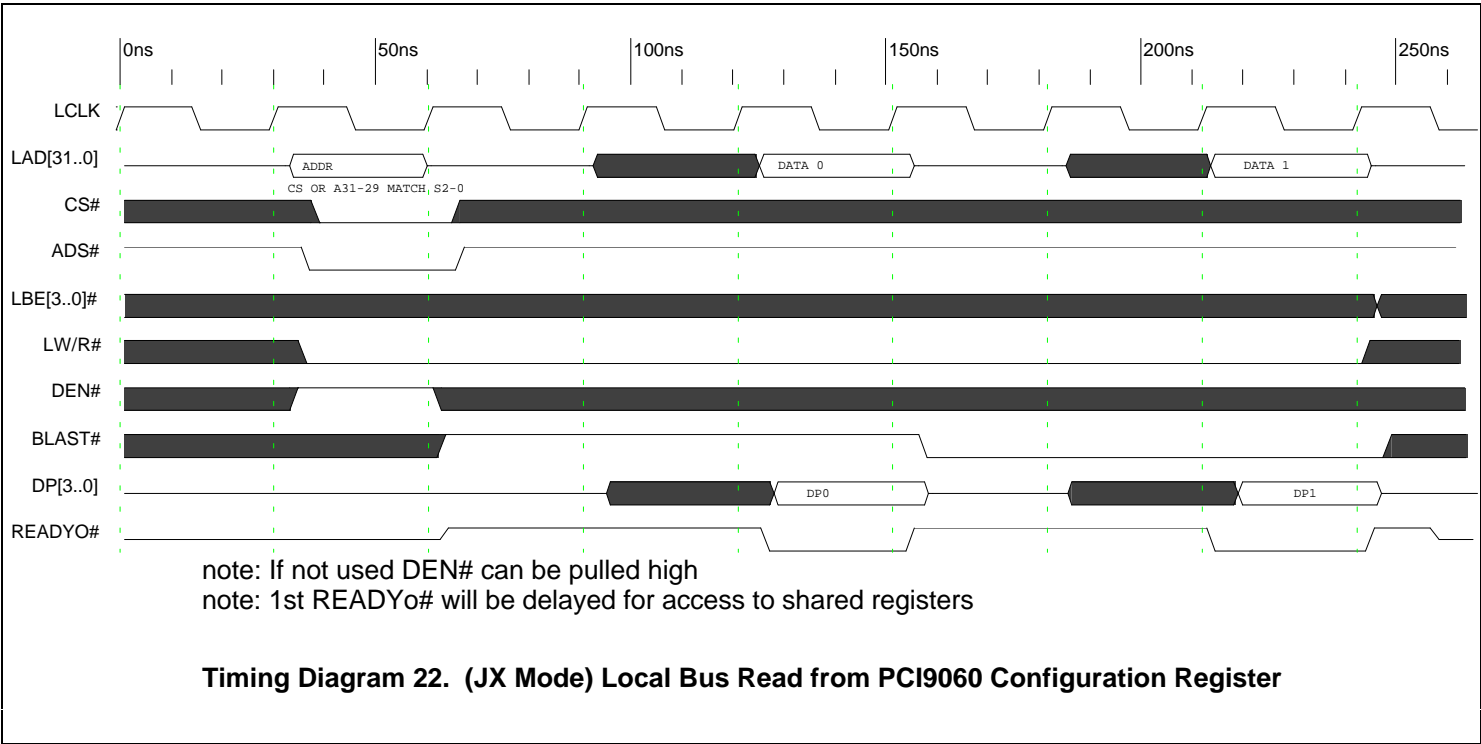 0ns 50ns 100ns 150ns 200ns 250ns
LCLK
LAD[31..0] ADDR DATA 0 DATA 1
CS OR A31-29 MATCH S2-0
CS#
ADS#
LBE[3..0]#
LW/R#
DEN#
BLAST#
DP[3..0] DP0 DP1
READYO#
note: If not used DEN# can be pulled high
note: 1st READYo# will be delayed for access to shared registers
Timing Diagram 22. (JX Mode) Local Bus Read from PCI9060 Configuration Register